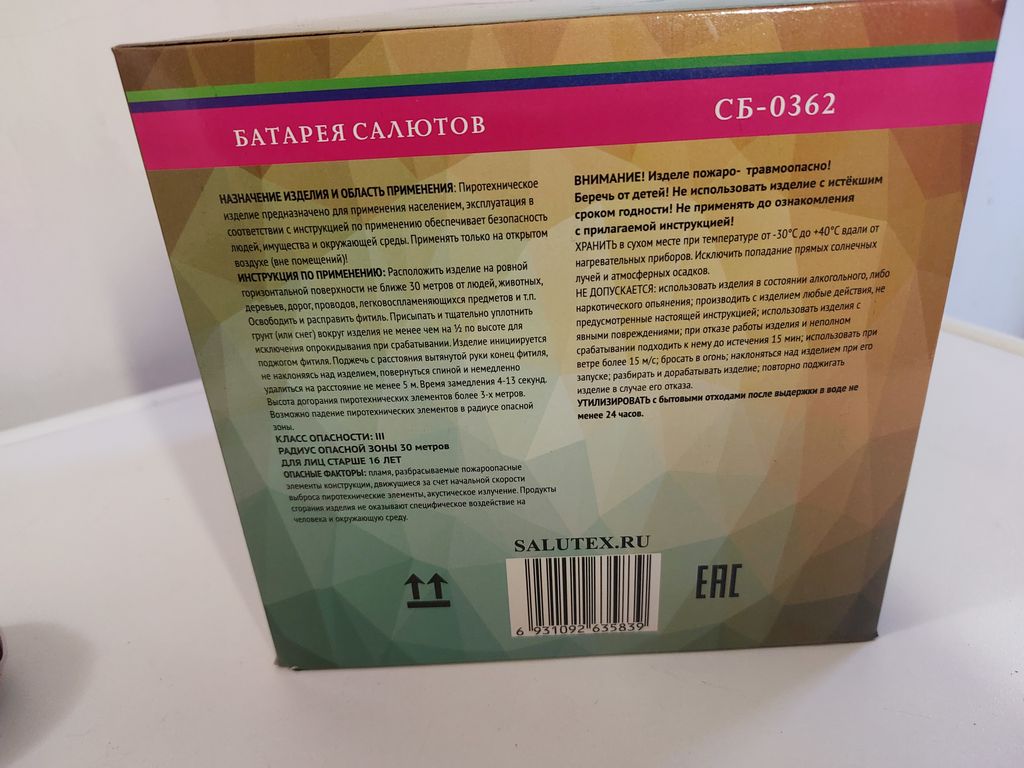 БАТАРЕЯ САЛЮТОВ
СБ-0362
НАЗНАЧЕНИЕ ИЗДЕЛИЯ И ОБЛАСТЬ ПРИМЕНЕНИЯ: Пиротехническое
изделие предназначено для применения населением, эксплуатация в
соответствии с инструкцией по применению обеспечивает безопасность
людей, имущества и окружающей среды. Применять только на открытом
воздухе (вне помещений)!
ИНСТРУКЦИЯ ПО ПРИМЕНЕНИЮ: Расположить изделие на ровной
горизонтальной поверхности не ближе 30 метров от людей, животных,
деревьев, дорог, проводов, легковоспламеняющихся предметов и т.п.
Освободить и расправить фитиль. Присыпать и тщательно уплотнить
грунт (или снег) вокруг изделия не менее чем на ½ по высоте для
исключения опрокидывания при срабатывании. Изделие инициируется
поджогом фитиля. Поджечь с расстояния вытянутой руки конец фитиля,
не наклоняясь над изделием, повернуться спиной и немедленно
удалиться на расстояние не менее 5 м. Время замедления 4-13 секунд.
Высота догорания пиротехнических элементов более 3-х метров.
Возможно падение пиротехнических элементов в радиусе опасной
зоны.
КЛАСС ОПАСНОСТИ: III
РАДИУС ОПАСНОЙ ЗОНЫ 30 метров
ДЛЯ ЛИЦ СТАРШЕ 16 ЛЕТ
ОПАСНЫЕ ФАКТОРЫ: пламя, разбрасываемые пожароопасные
элементы конструкции, движущиеся за счет начальной скорости
выброса пиротехнические элементы, акустическое излучение. Продукты
сгорания изделия не оказывают специфическое воздействие на
человека и окружающую среду.
ВНИМАНИЕ! Изделе пожаро- травмоопасно!
Беречь от детей! Не использовать изделие с истёкшим
сроком годности! Не применять до ознакомления
с прилагаемой инструкцией!
ХРАНИТЬ в сухом месте при температуре от -30°С до +40°С вдали от
нагревательных приборов. Исключить попадание прямых солнечных
лучей и атмосферных осадков.
НЕ ДОПУСКАЕТСЯ: использовать изделия в состоянии алкогольного, либо
наркотического опьянения; производить с изделием любые действия, не
предусмотренные настоящей инструкцией; использовать изделия с
явными повреждениями; при отказе работы изделия и неполном
срабатывании подходить к нему до истечения 15 мин; использовать при
ветре более 15 м/с; бросать в огонь; наклоняться над изделием при его
запуске; разбирать и дорабатывать изделие; повторно поджигать
изделие в случае его отказа.
УТИЛИЗИРОВАТЬ с бытовыми отходами после выдержки в воде не
менее 24 часов.
SALUTEX.RU
6 931092 635839
EAC